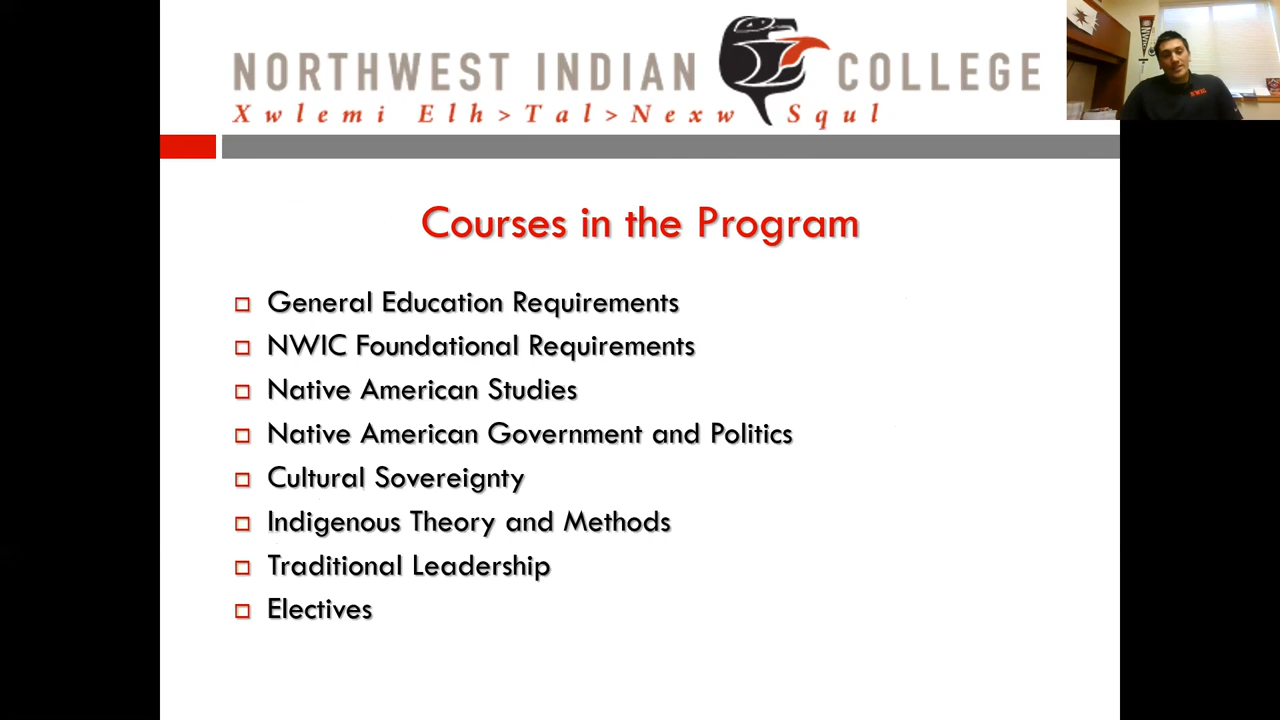 NORTHWEST INDIAN COLLEGE
Xwlemi Elh>Tal>Nexw Squl
NWIC
Courses in the Program
General Education Requirements
NWIC Foundational Requirements
Native American Studies
Native American Government and Politics
Cultural Sovereignty
Indigenous Theory and Methods
Traditional Leadership
Electives